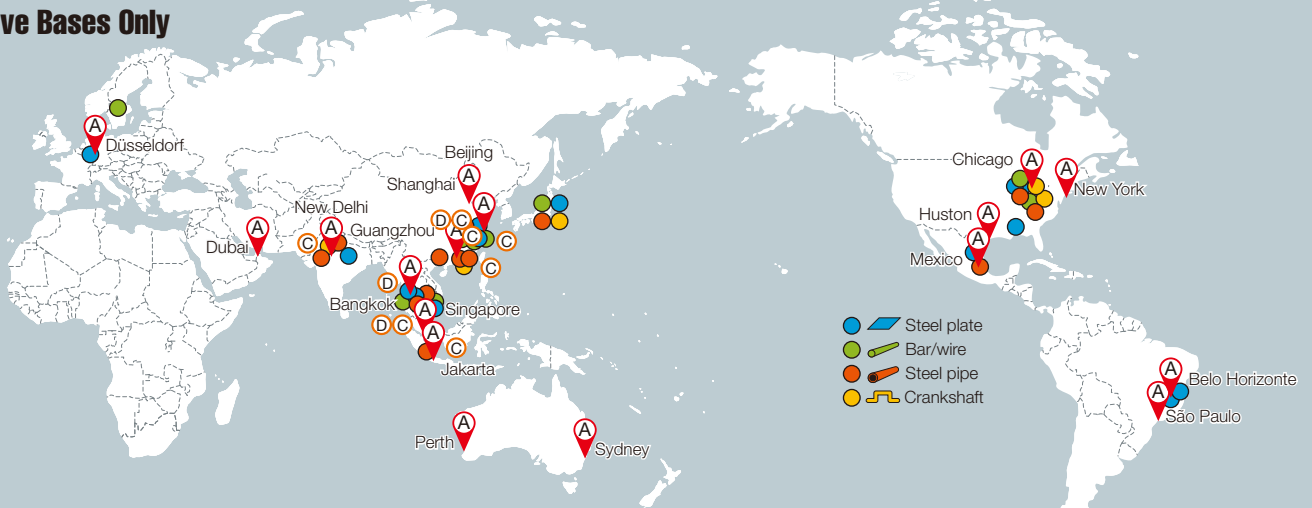 ve Bases Only
A
Düsseldorf
Beijing
A
Shanghai
A
New Delhi
A
Dubai
A
Guangzhou
A
D
C
C
C
C
C
A
D
Bangkok
A
Singapore
D
C
A
C
Jakarta
A
Perth
A
Sydney
Chicago
A
A
New York
Huston
A
A
Mexico
Steel plate
Bar/wire
Steel pipe
Crankshaft
A
Belo Horizonte
A
São Paulo